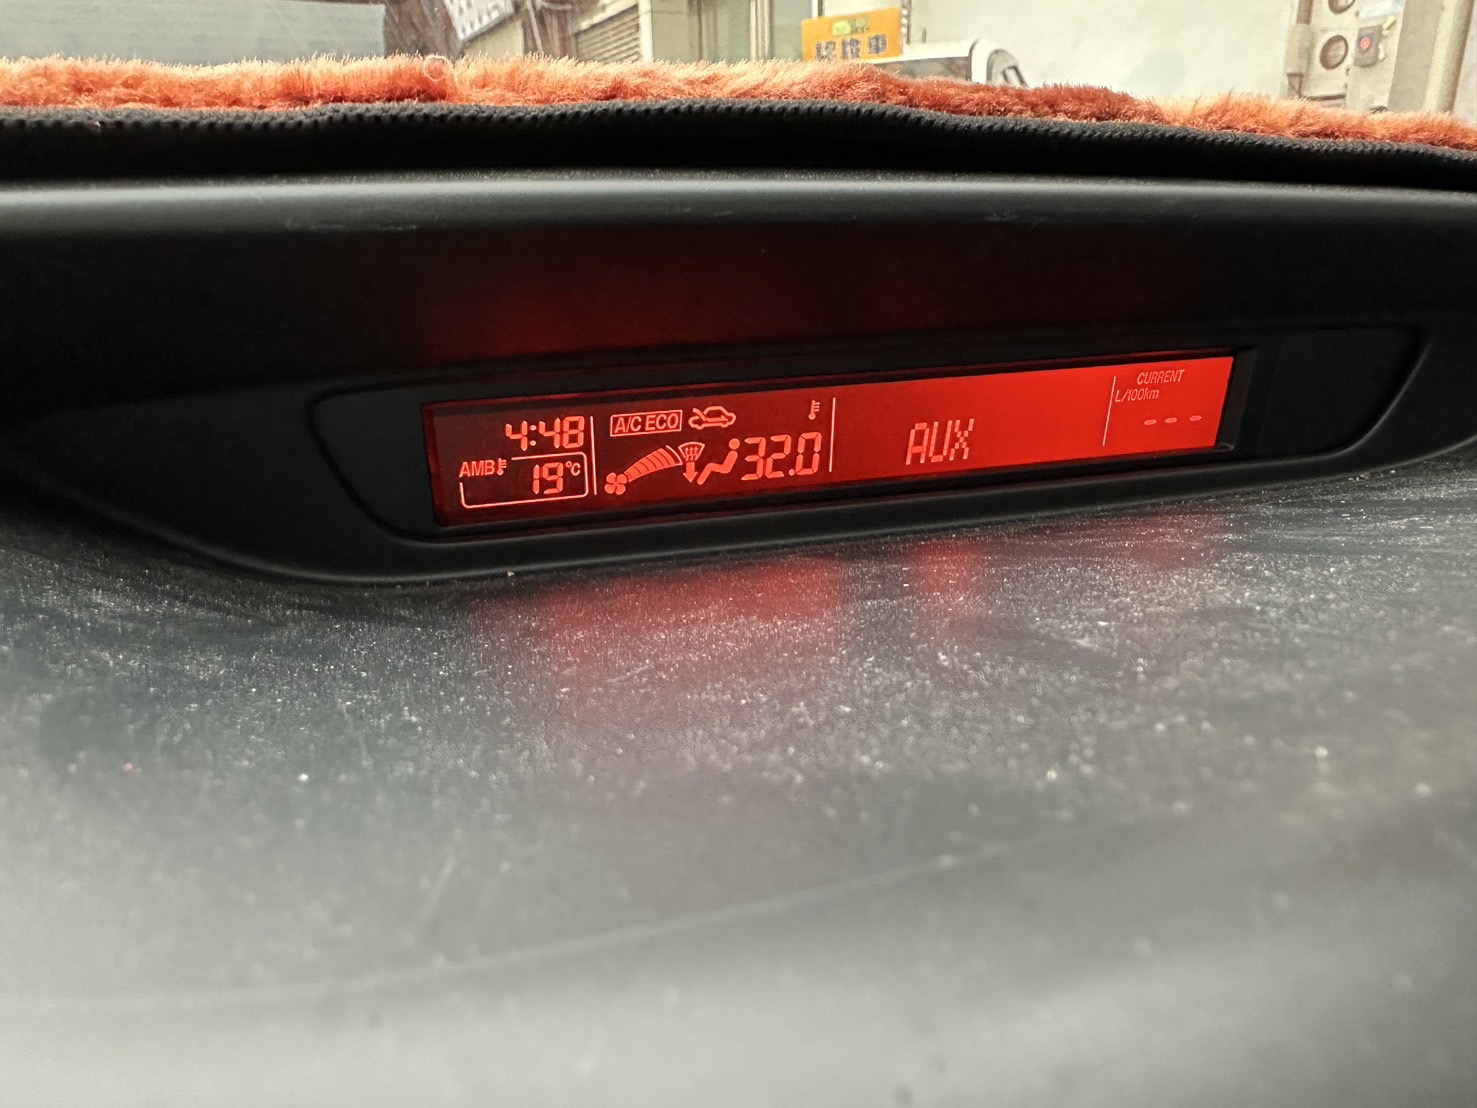 4:48
A/C ECO
AMB 19°C
32.0
AUX
CURRENT
L/100km
---